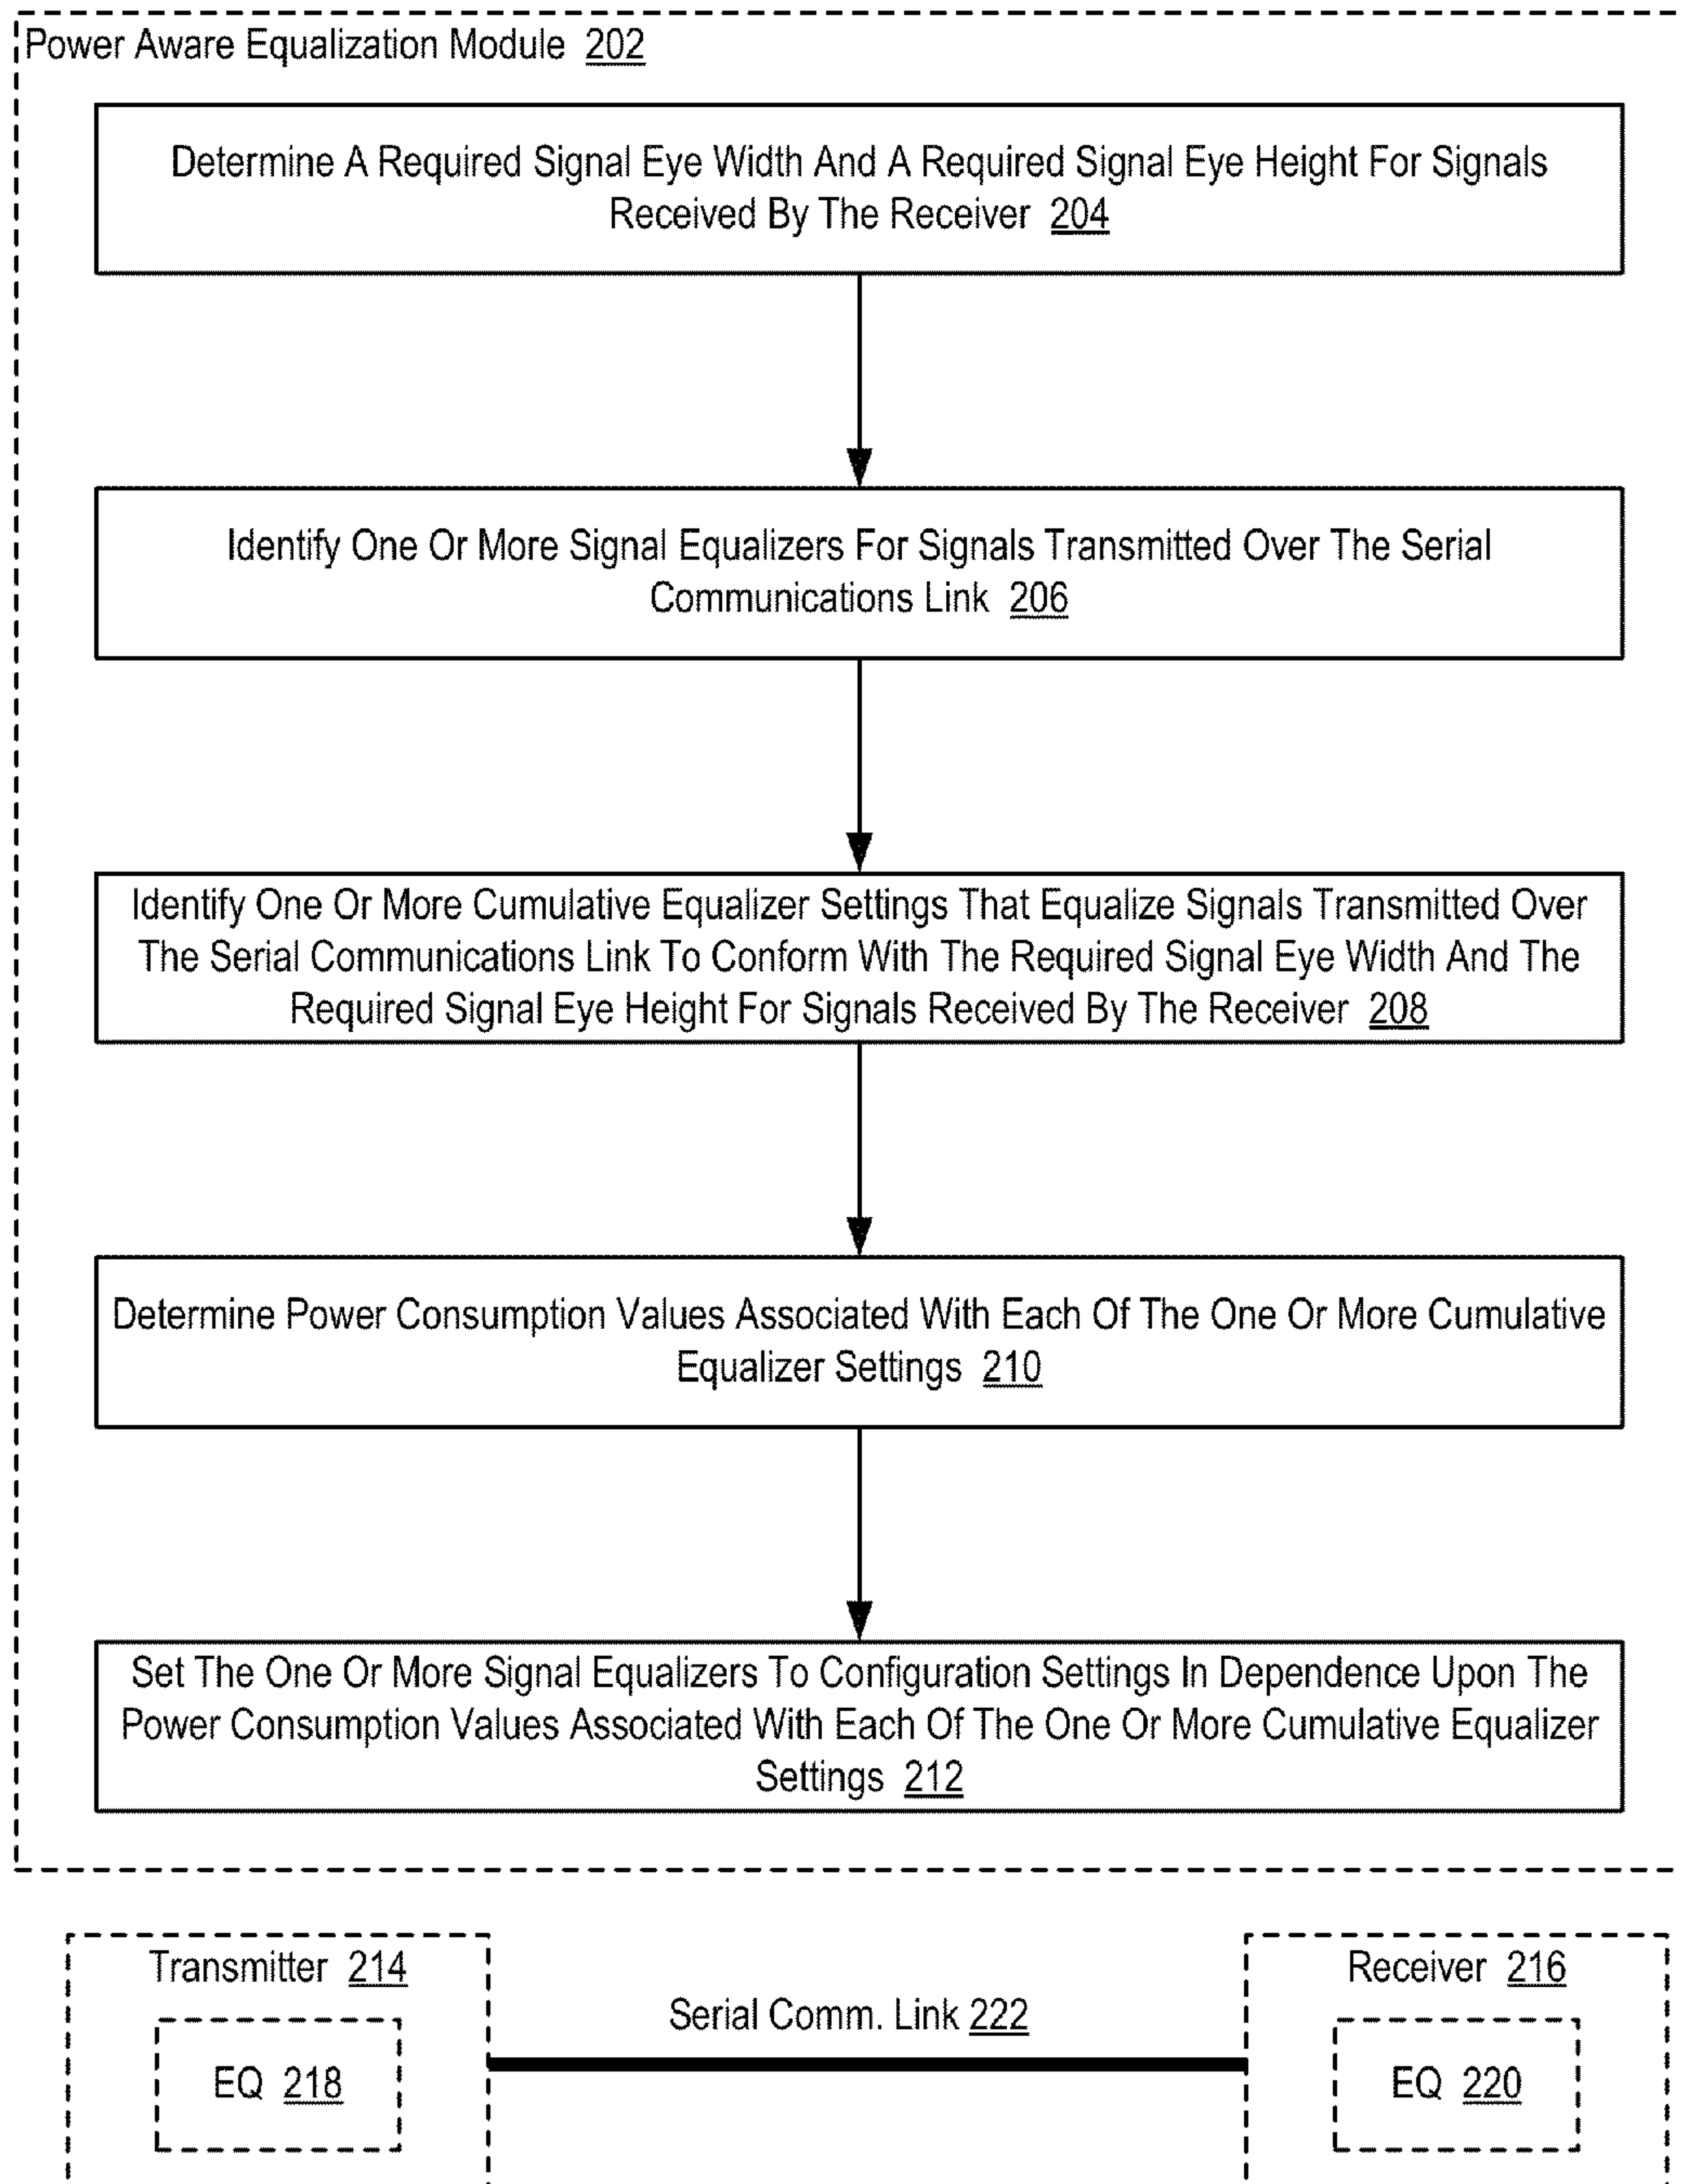 Power Aware Equalization Module 202
Determine A Required Signal Eye Width And A Required Signal Eye Height For Signals
Received By The Receiver 204
Identify One Or More Signal Equalizers For Signals Transmitted Over The Serial
Communications Link 206
Identify One Or More Cumulative Equalizer Settings That Equalize Signals Transmitted Over
The Serial Communications Link To Conform With The Required Signal Eye Width And The
Required Signal Eye Height For Signals Received By The Receiver 208
Determine Power Consumption Values Associated With Each Of The One Or More Cumulative
Equalizer Settings 210
Set The One Or More Signal Equalizers To Configuration Settings In Dependence Upon The
Power Consumption Values Associated With Each Of The One Or More Cumulative Equalizer
Settings 212
Transmitter 214
EQ 218
Serial Comm. Link 222
Receiver 216
EQ 220